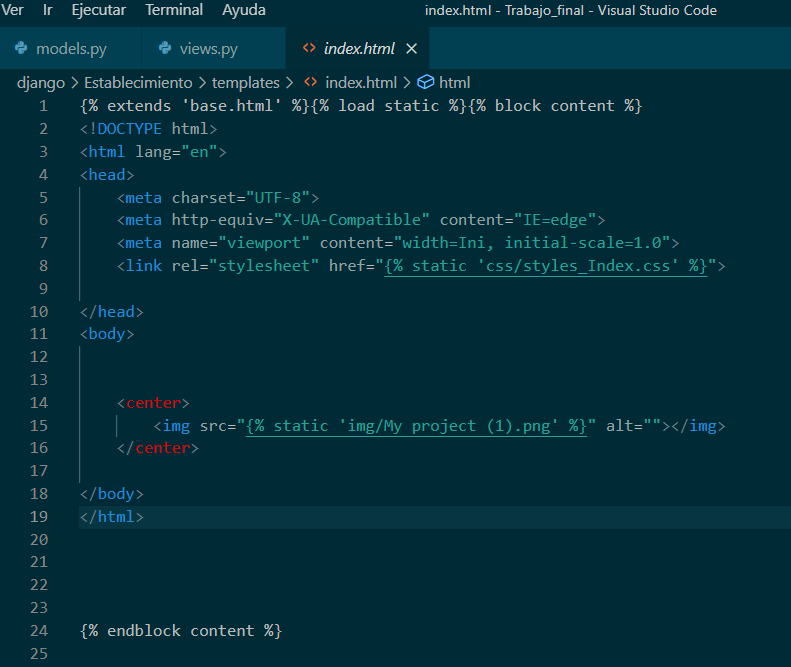 Ver Ir Ejecutar Terminal Ayuda index.html - Trabajo_final - Visual Studio Code
models.py views.py <> index.html ×
django > Establecimiento > templates > <> index.html > html
1 {% extends 'base.html' %}{% load static %}{% block content %}
2 <!DOCTYPE html>
3 <html lang="en">
4 <head>
5 <meta charset="UTF-8">
6 <meta http-equiv="X-UA-Compatible" content="IE=edge">
7 <meta name="viewport" content="width=Ini, initial-scale=1.0">
8 <link rel="stylesheet" href="{% static 'css/styles_Index.css' %}">
9
10 </head>
11 <body>
12
13
14 <center>
15 <img src="{% static 'img/My project (1).png' %}" alt=""></img>
16 </center>
17
18 </body>
19 </html>
20
21
22
23
24 {% endblock content %}
25